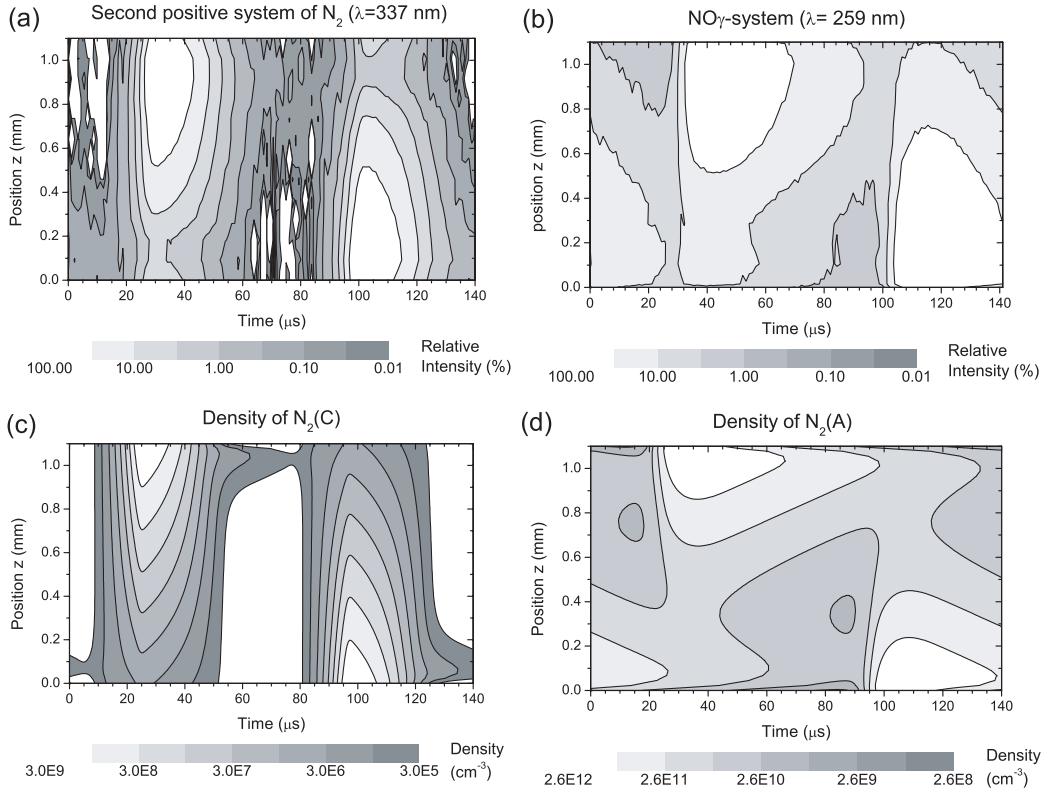 (a)
Second positive system of N₂ (λ=337 nm)
Position z (mm)
1.0
0.8
0.6
0.4
0.2
0.0
0 20 40 60 80 100 120 140
Time (μs)
100.00 10.00 1.00 0.10 0.01
Relative
Intensity (%)
(b)
NOγ-system (λ= 259 nm)
position z (mm)
1.0
0.8
0.6
0.4
0.2
0.0
0 20 40 60 80 100 120 140
Time (μs)
100.00 10.00 1.00 0.10 0.01
Relative
Intensity (%)
(c)
Density of N₂(C)
Position z (mm)
1.0
0.8
0.6
0.4
0.2
0.0
0 20 40 60 80 100 120 140
Time (μs)
3.0E9 3.0E8 3.0E7 3.0E6 3.0E5
Density
(cm⁻³)
(d)
Density of N₂(A)
Position z (mm)
1.0
0.8
0.6
0.4
0.2
0.0
0 20 40 60 80 100 120 140
Time (μs)
2.6E12 2.6E11 2.6E10 2.6E9 2.6E8
Density
(cm⁻³)